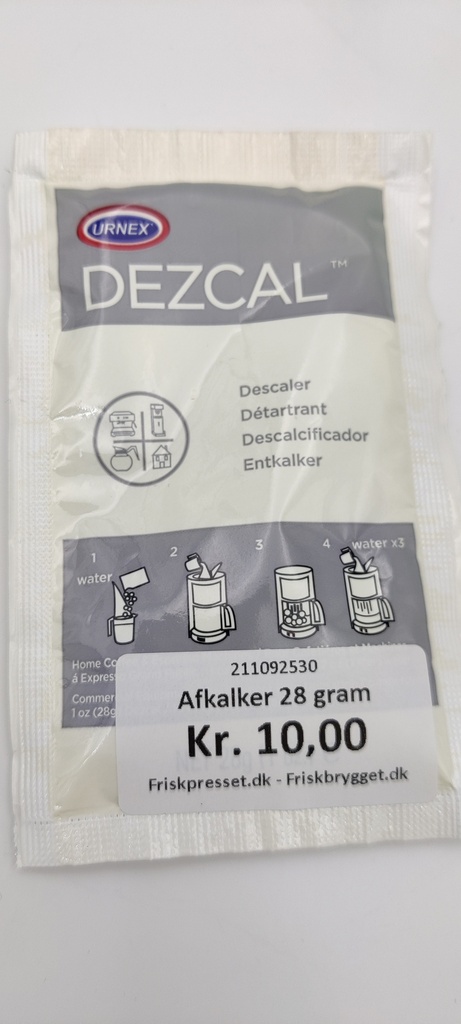 URNEX
DEZCAL™
Descaler
Détartrant
Descalcificador
Entkalker
1 2 3 4 water x3
water
Home Co
á Expres
Commer
1 oz (28g
211092530
Afkalker 28 gram
Kr. 10,00
Friskpresset.dk - Friskbrygget.dk